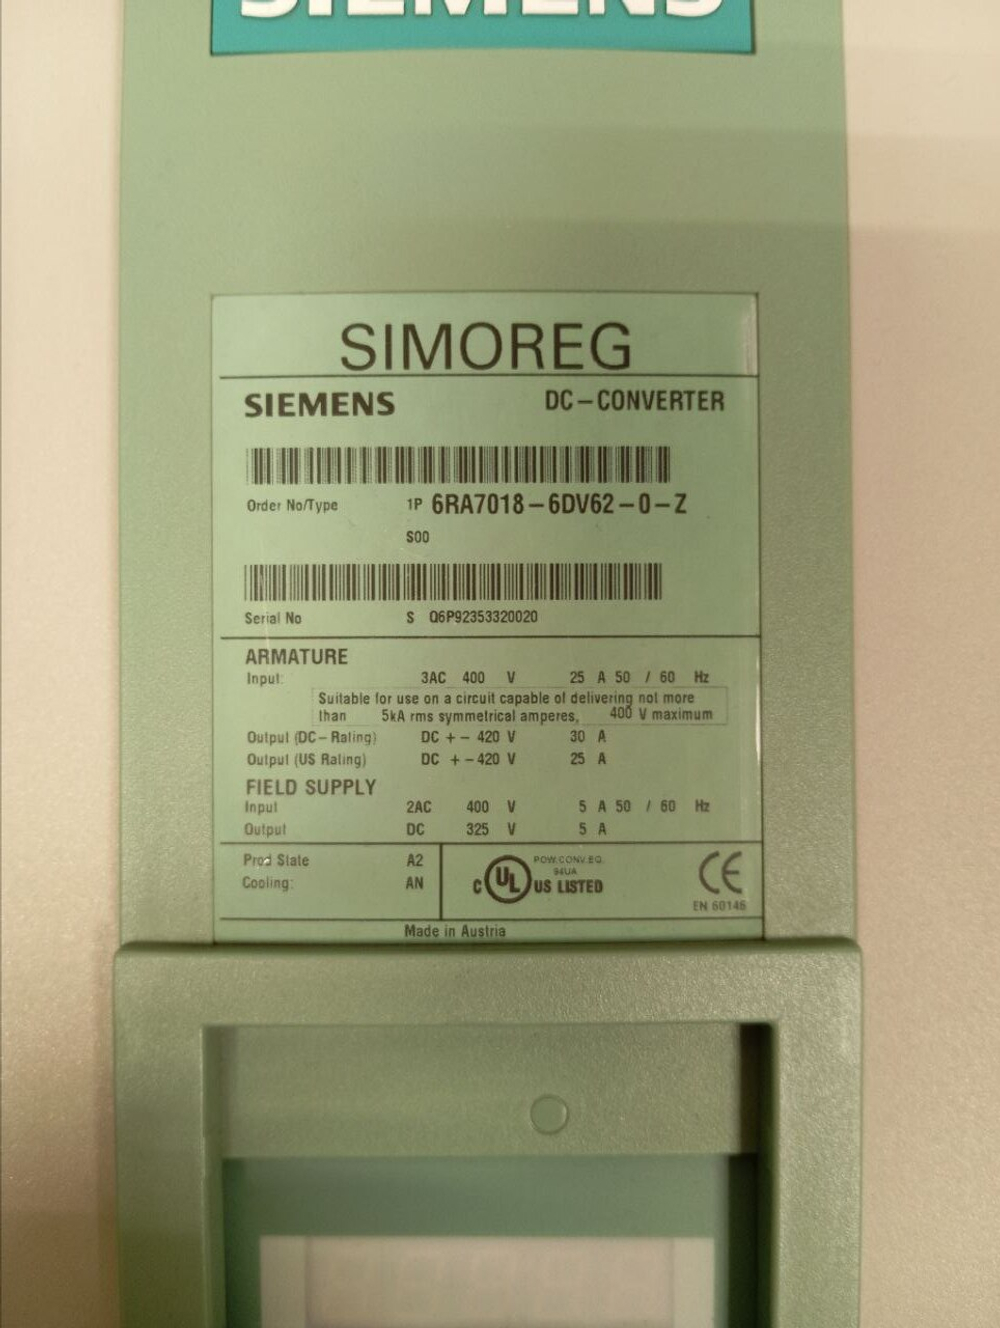 SIEMENS
SIMOREG
SIEMENS DC-CONVERTER
Order No/Type 1P 6RA7018-6DV62-0-Z
S00
Serial No S Q6P92353320020
ARMATURE
Input: 3AC 400 V 25 A 50 / 60 Hz
Suitable for use on a circuit capable of delivering not more
than 5kA rms symmetrical amperes, 400 V maximum
Output (DC-Rating) DC +- 420 V 30 A
Output (US Rating) DC +-420 V 25 A
FIELD SUPPLY
Input 2AC 400 V 5 A 50 / 60 Hz
Output DC 325 V 5 A
Prod State A2
Cooling: AN
POW.CONV.EQ.
94UA
C UL US LISTED
CE
EN 60146
Made in Austria